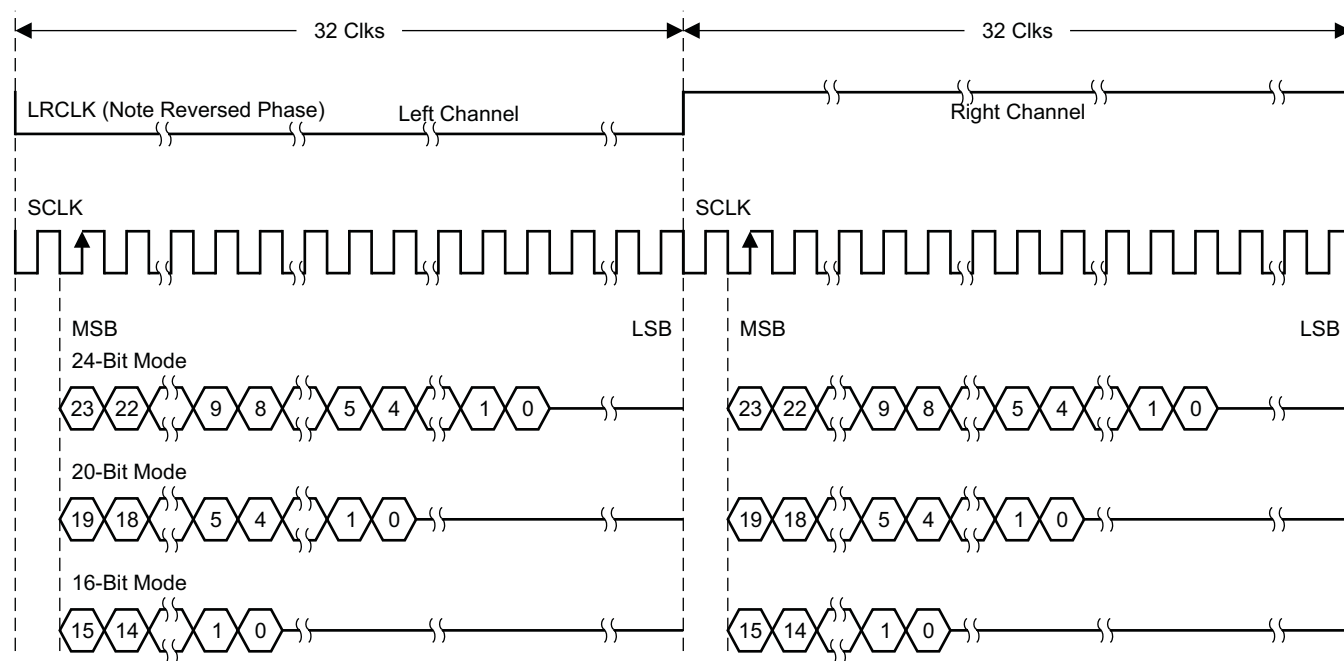 32 Clks 32 Clks
LRCLK (Note Reversed Phase) Left Channel Right Channel
SCLK SCLK
MSB LSB MSB LSB
24-Bit Mode
23 22 9 8 5 4 1 0 23 22 9 8 5 4 1 0
20-Bit Mode
19 18 5 4 1 0 19 18 5 4 1 0
16-Bit Mode
15 14 1 0 15 14 1 0